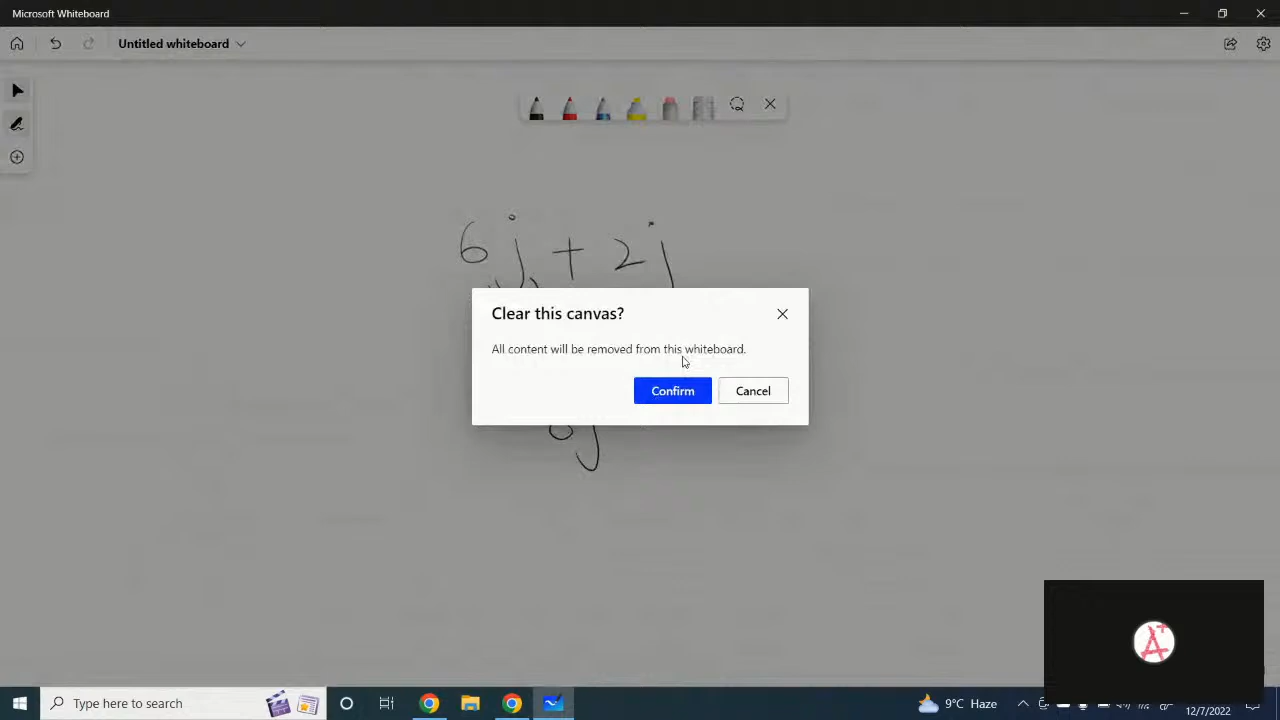 Microsoft Whiteboard
Untitled whiteboard
6j + 2j
Clear this canvas?
All content will be removed from this whiteboard.
Confirm
Cancel
A+
Type here to search
9°C Haze
12/7/2022